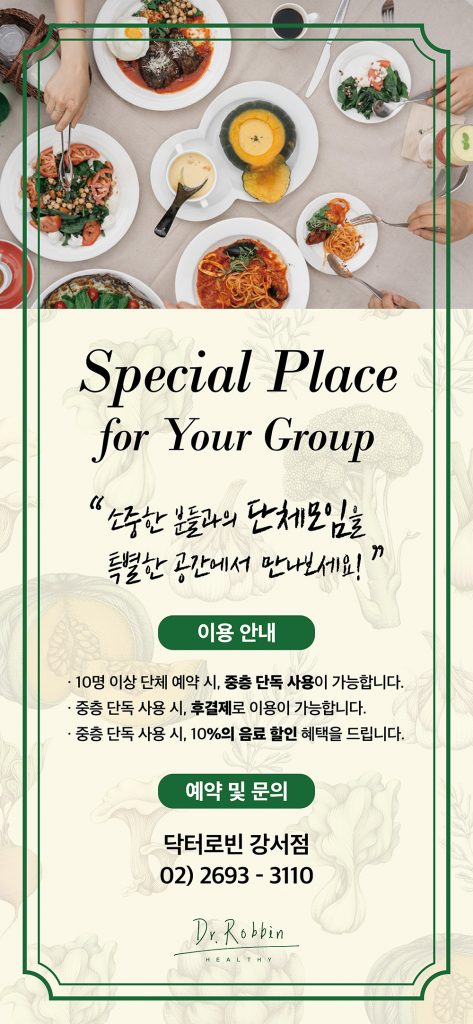 Special Place
for Your Group
“소중한 분들과의 단체모임을
특별한 공간에서 만나보세요!”
이용 안내
· 10명 이상 단체 예약 시, 중층 단독 사용이 가능합니다.
· 중층 단독 사용 시, 후결제로 이용이 가능합니다.
· 중층 단독 사용 시, 10%의 음료 할인 혜택을 드립니다.
예약 및 문의
닥터로빈 강서점
02) 2693 - 3110
Dr. Robbin
HEALTHY